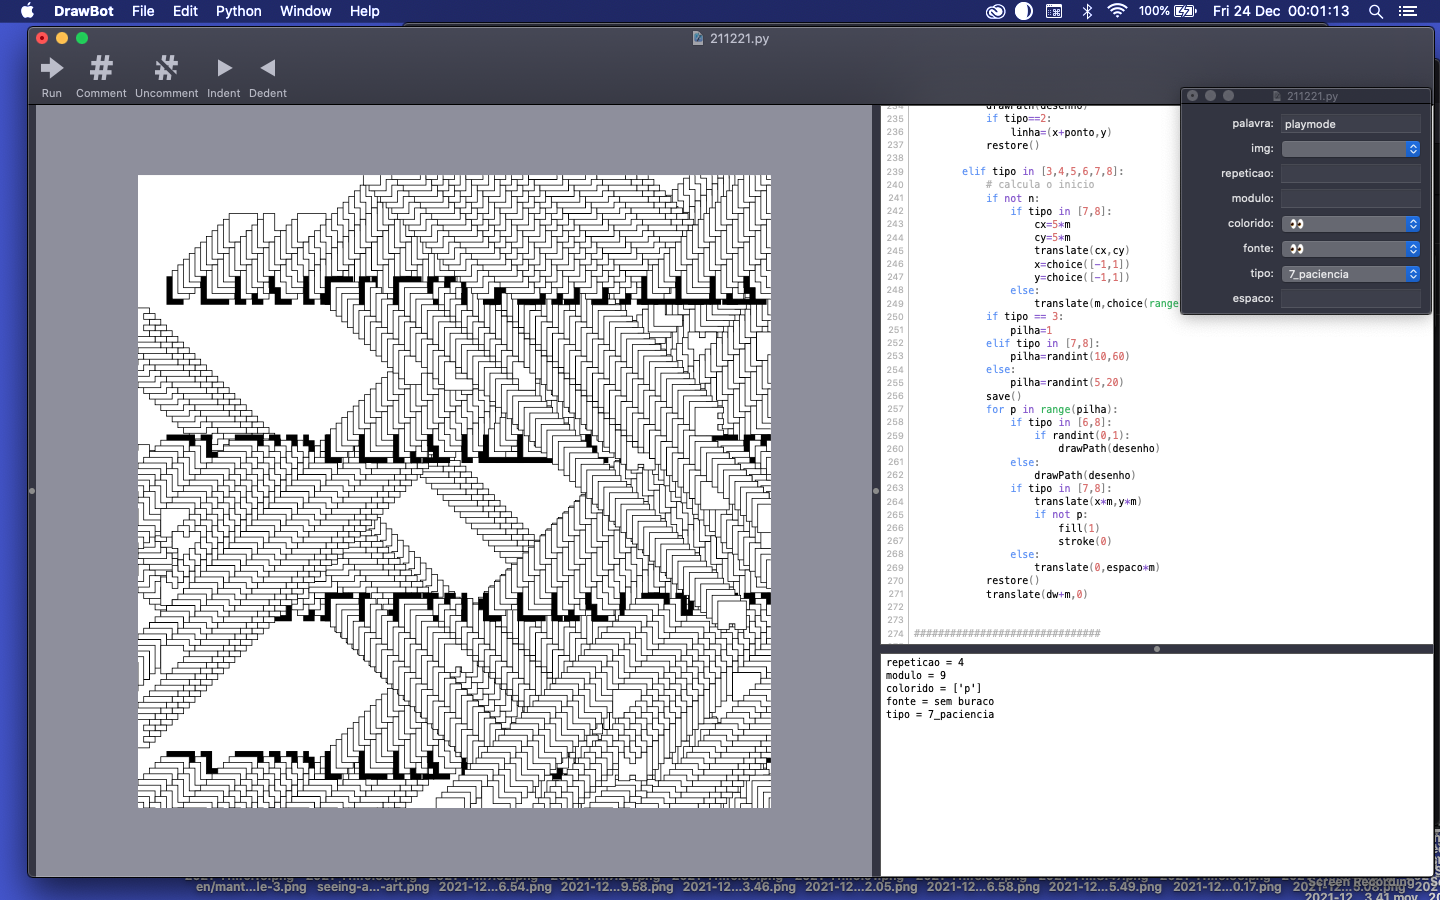 DrawBot File Edit Python Window Help 100% Fri 24 Dec 00:01:13
211221.py
Run Comment Uncomment Indent Dedent
211221.py
palavra: playmode
img:
repeticao:
modulo:
colorido: 👀
fonte: 👀
tipo: 7_paciencia
espaco:
234 drawPath(desenho)
235 if tipo==2:
236 linha=(x+ponto,y)
237 restore()
238
239 elif tipo in [3,4,5,6,7,8]:
240 # calcula o inicio
241 if not n:
242 if tipo in [7,8]:
243 cx=5*m
244 cy=5*m
245 translate(cx,cy)
246 x=choice([-1,1])
247 y=choice([-1,1])
248 else:
249 translate(m,choice(range
250 if tipo == 3:
251 pilha=1
252 elif tipo in [7,8]:
253 pilha=randint(10,60)
254 else:
255 pilha=randint(5,20)
256 save()
257 for p in range(pilha):
258 if tipo in [6,8]:
259 if randint(0,1):
260 drawPath(desenho)
261 else:
262 drawPath(desenho)
263 if tipo in [7,8]:
264 translate(x*m,y*m)
265 if not p:
266 fill(1)
267 stroke(0)
268 else:
269 translate(0,espaco*m)
270 restore()
271 translate(dw+m,0)
272
273
274 ###############################
repeticao = 4
modulo = 9
colorido = ['p']
fonte = sem buraco
tipo = 7_paciencia
en/mant...le-3.png seeing-a...-art.png 2021-12...6.54.png 2021-12...9.58.png 2021-12...3.46.png 2021-12...2.05.png 2021-12...6.58.png 2021-12...5.49.png 2021-12...0.17.png
Screen Recording
2021-12...3.41.mov